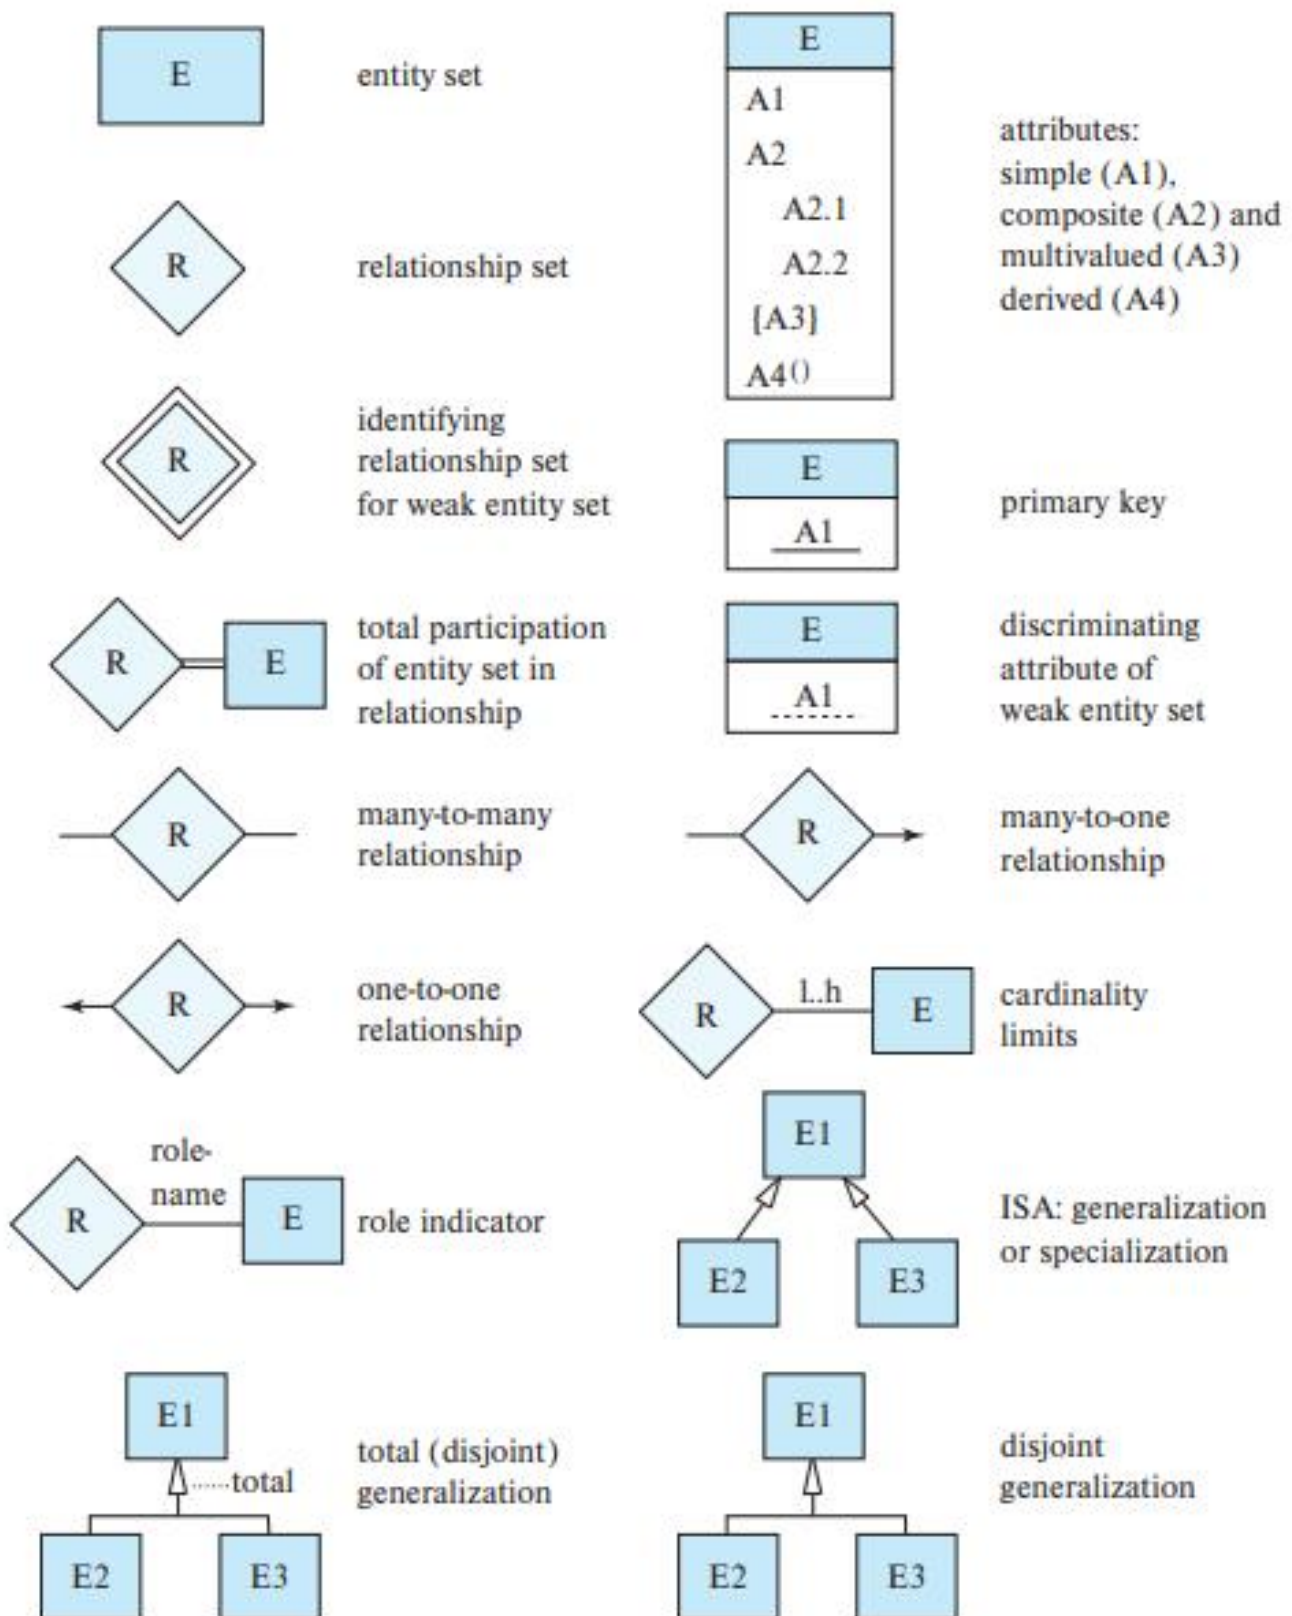 E
entity set
R
relationship set
R
identifying
relationship set
for weak entity set
R
E
total participation
of entity set in
relationship
R
many-to-many
relationship
R
one-to-one
relationship
R
role-
name
E
role indicator
E1
total
E2
E3
total (disjoint)
generalization
E
A1
A2
A2.1
A2.2
{A3}
A4()
attributes:
simple (A1),
composite (A2) and
multivalued (A3)
derived (A4)
E
A1
primary key
E
A1
discriminating
attribute of
weak entity set
R
many-to-one
relationship
R
l..h
E
cardinality
limits
E1
E2
E3
ISA: generalization
or specialization
E1
E2
E3
disjoint
generalization